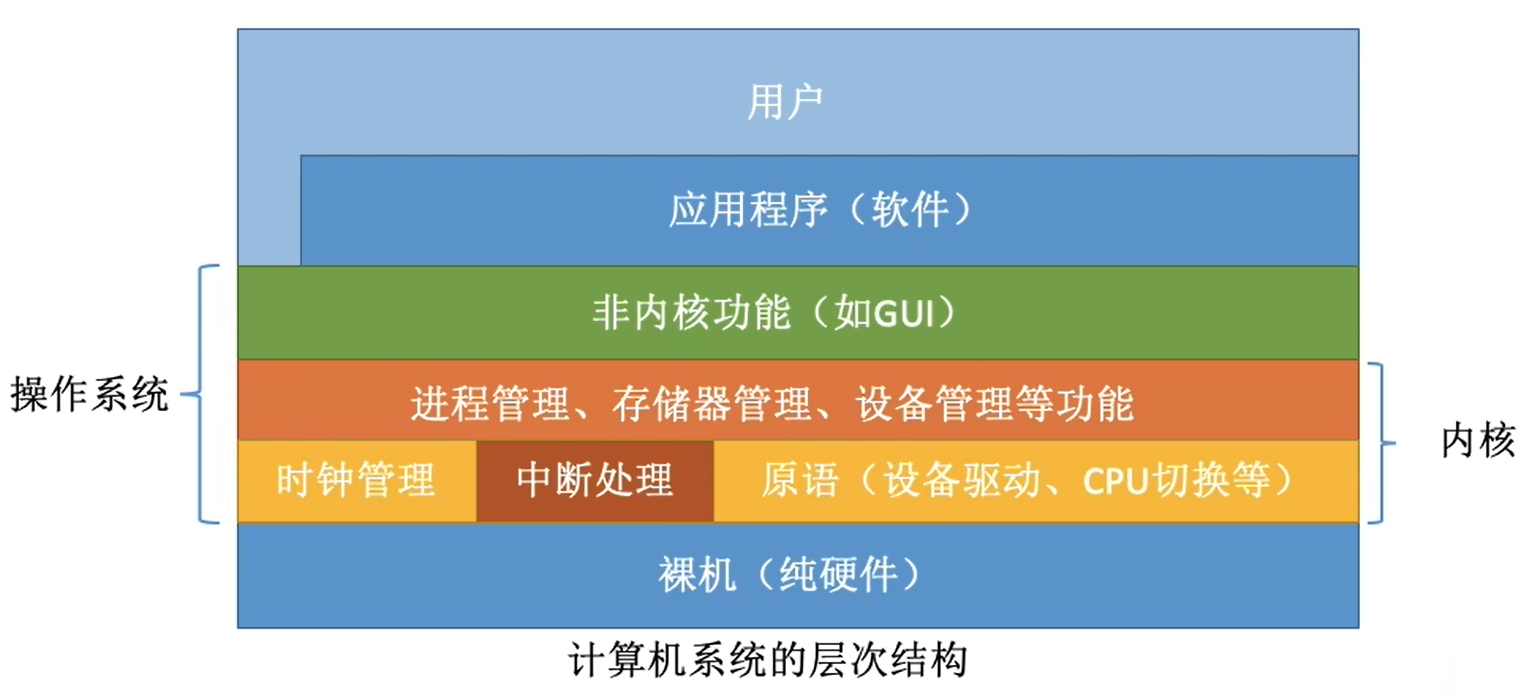 用户
应用程序（软件）
非内核功能（如GUI）
操作系统
进程管理、存储器管理、设备管理等功能
内核
时钟管理
中断处理
原语（设备驱动、CPU切换等）
裸机（纯硬件）
计算机系统的层次结构